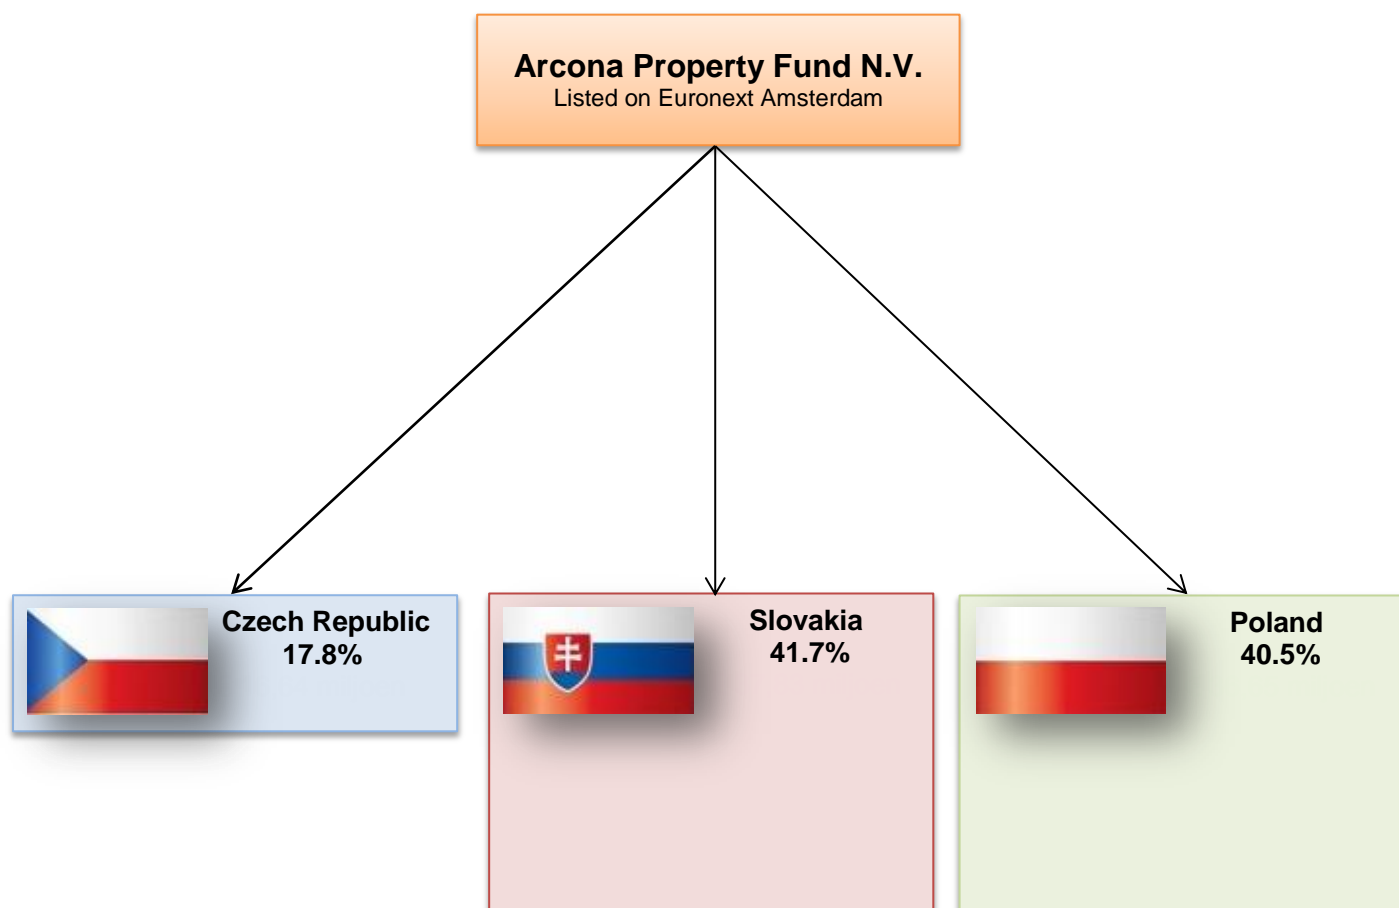 Arcona Property Fund N.V.
Listed on Euronext Amsterdam
Czech Republic
17.8%
Slovakia
41.7%
Poland
40.5%